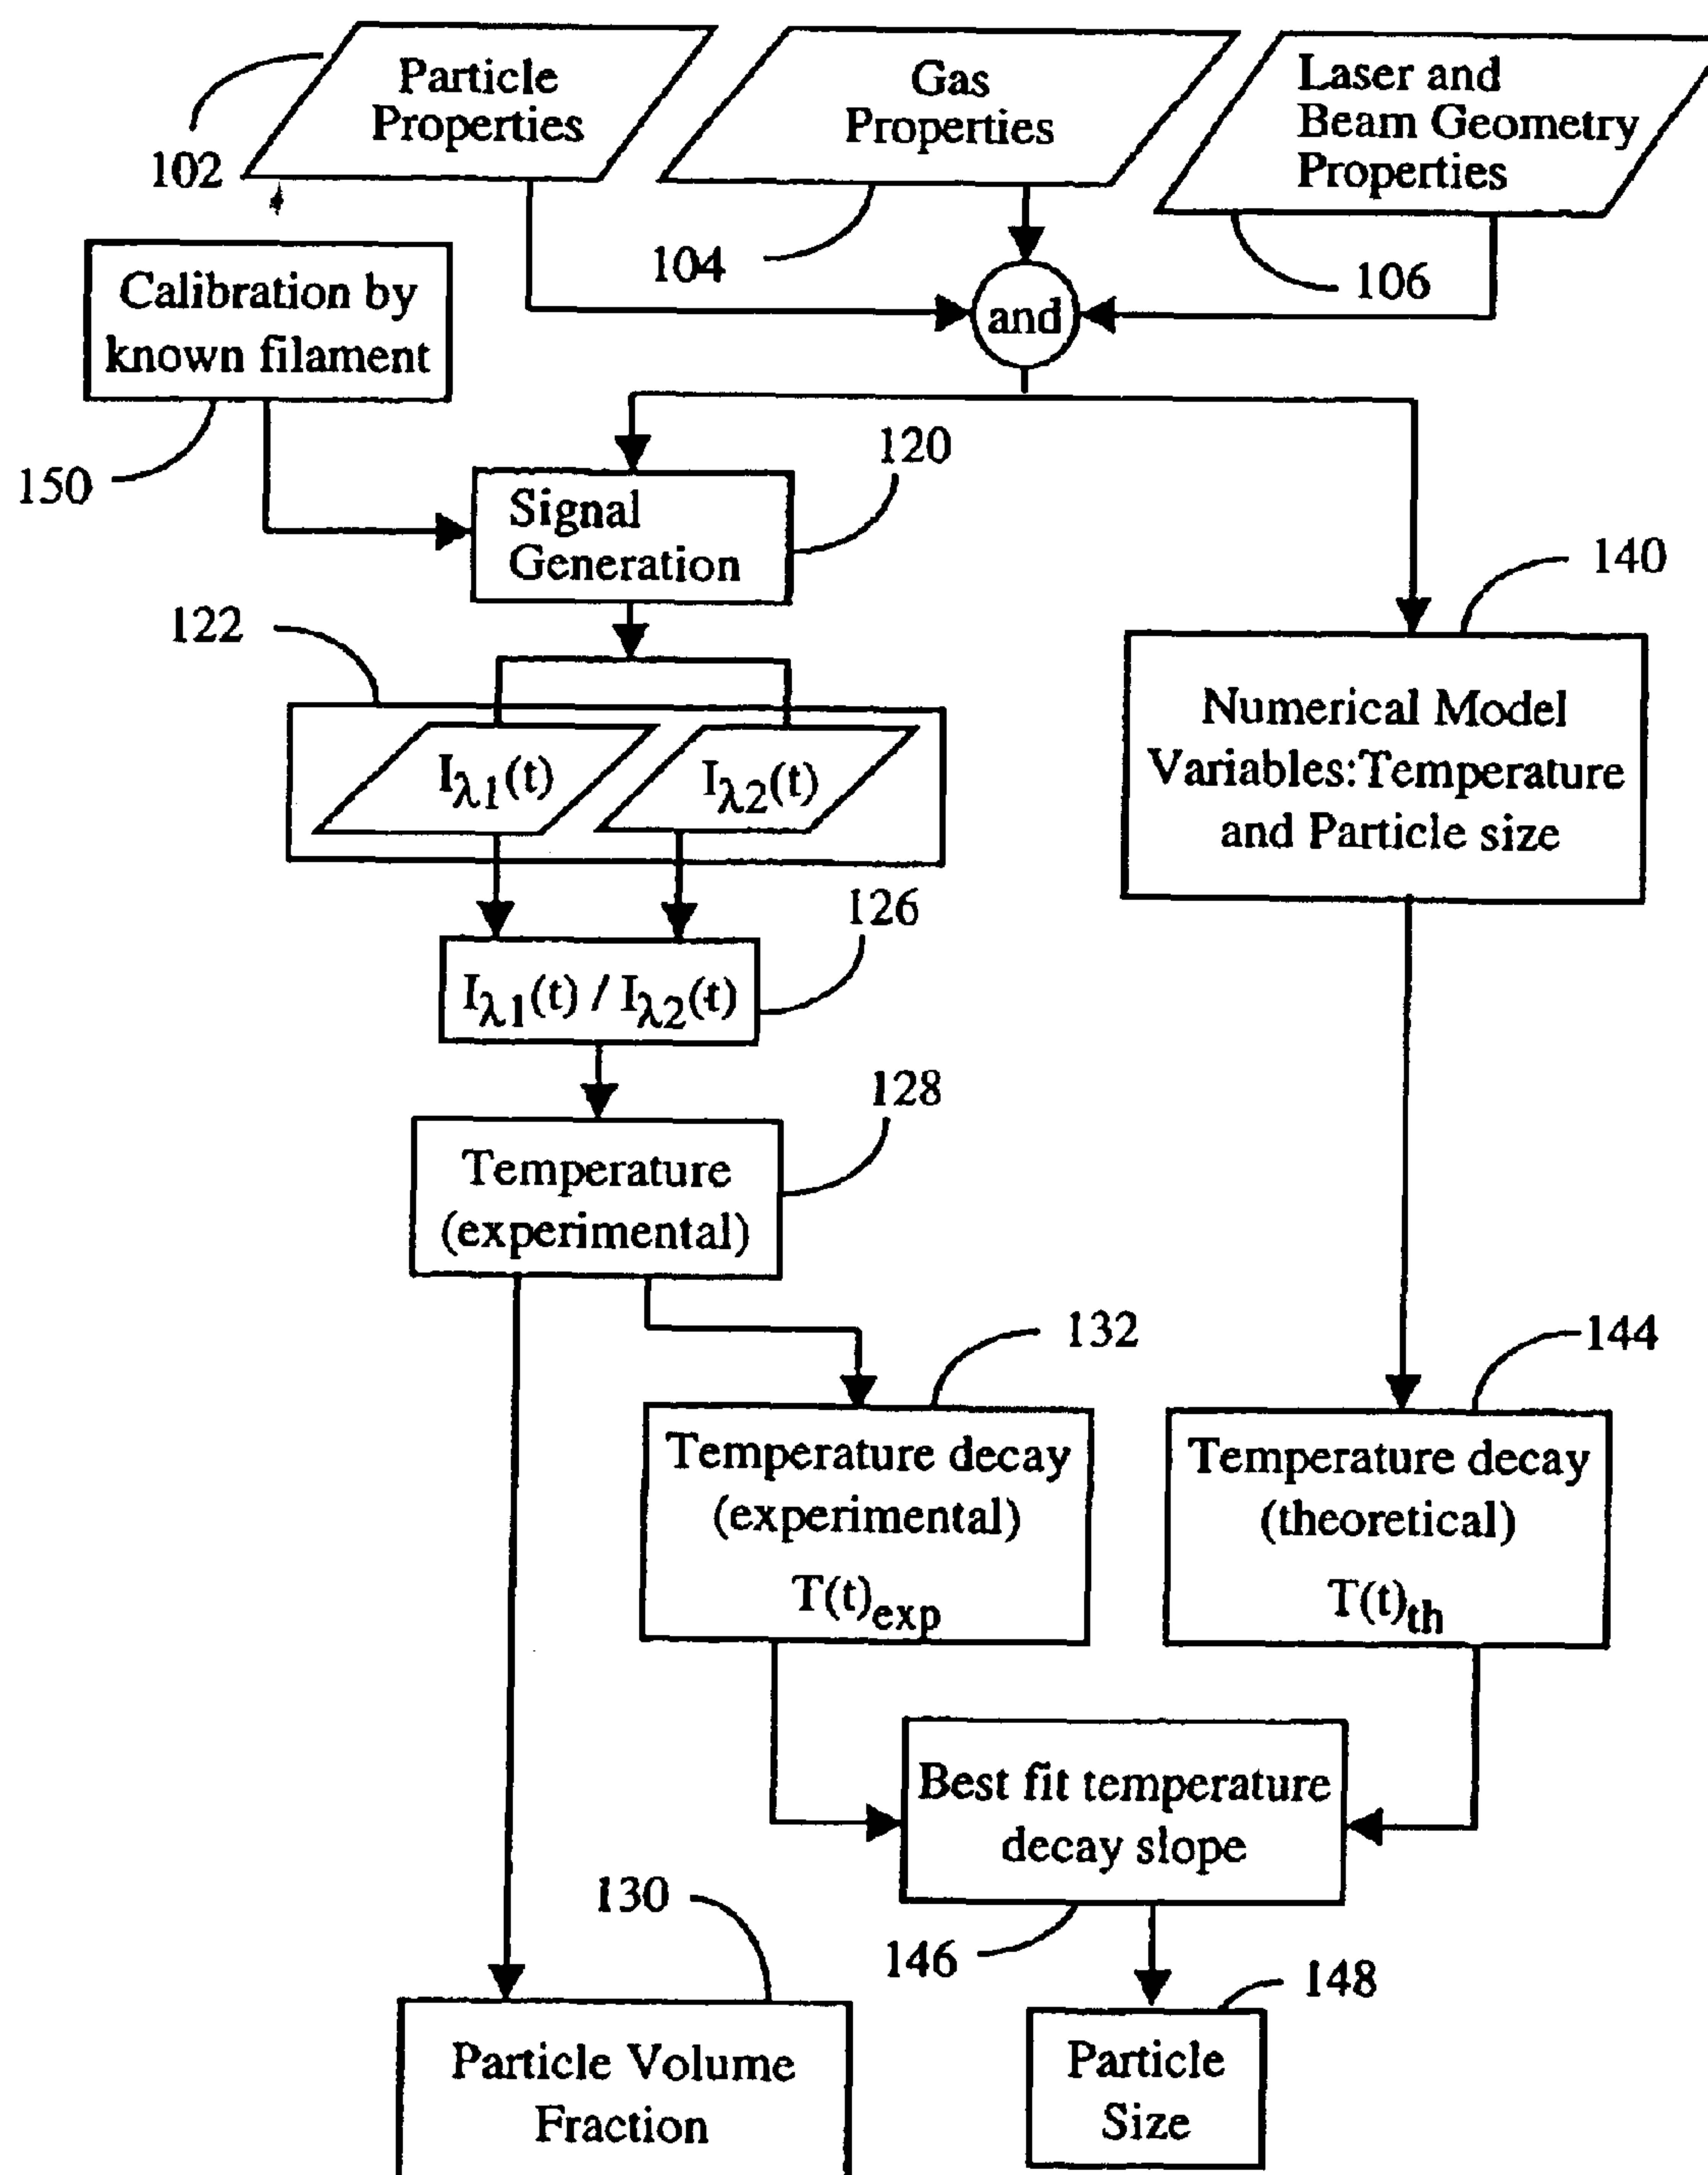 Particle
Properties
Gas
Properties
Laser and
Beam Geometry
Properties
102
104
106
and
Calibration by
known filament
150
120
Signal
Generation
140
122
Iλ1(t)
Iλ2(t)
Numerical Model
Variables:Temperature
and Particle size
126
Iλ1(t) / Iλ2(t)
128
Temperature
(experimental)
132
144
Temperature decay
(experimental)
T(t)exp
Temperature decay
(theoretical)
T(t)th
Best fit temperature
decay slope
130
146
148
Particle Volume
Fraction
Particle
Size